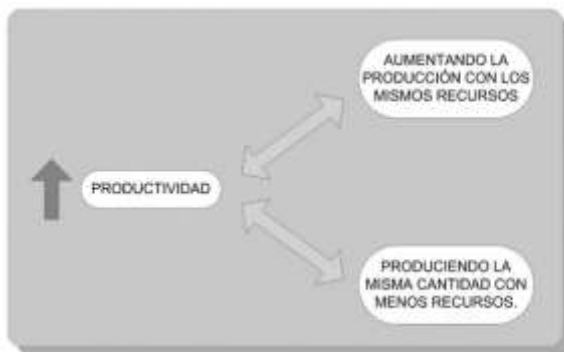 AUMENTANDO LA
PRODUCCIÓN CON LOS
MISMOS RECURSOS
PRODUCTIVIDAD
PRODUCIENDO LA
MISMA CANTIDAD CON
MENOS RECURSOS.